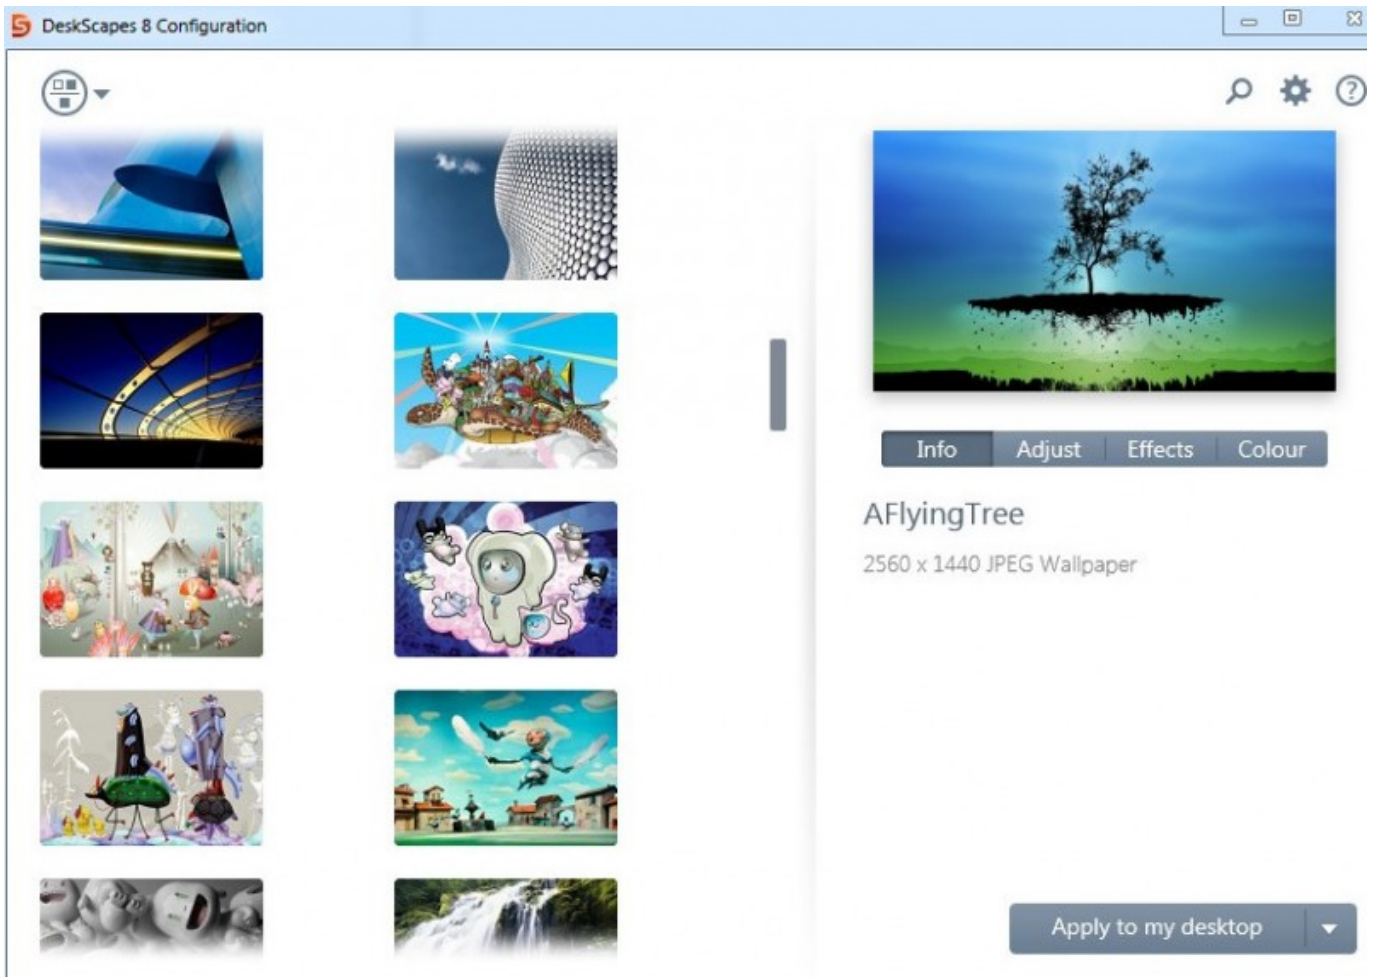 DeskScapes 8 Configuration
Info Adjust Effects Colour
AFlyingTree
2560 x 1440 JPEG Wallpaper
Apply to my desktop